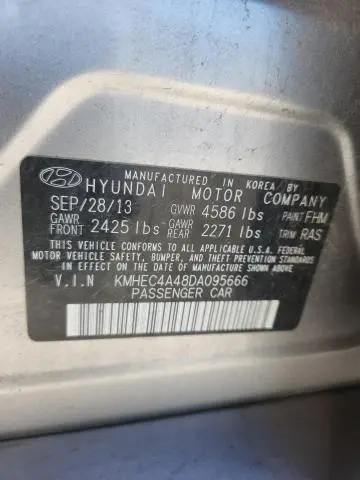 MANUFACTURED IN KOREA BY
HYUNDAI MOTOR COMPANY
SEP/28/13 GVWR 4586 lbs PAINT FHM
GAWR FRONT 2425 lbs GAWR REAR 2271 lbs TRIM RAS
THIS VEHICLE CONFORMS TO ALL APPLICABLE U.S.A. FEDERAL
MOTOR VEHICLE SAFETY, BUMPER, AND THEFT PREVENTION
STANDARDS IN EFFECT ON THE DATE OF MANUFACTURE SHOWN ABOVE.
V.I.N KMHEC4A48DA095666
PASSENGER CAR